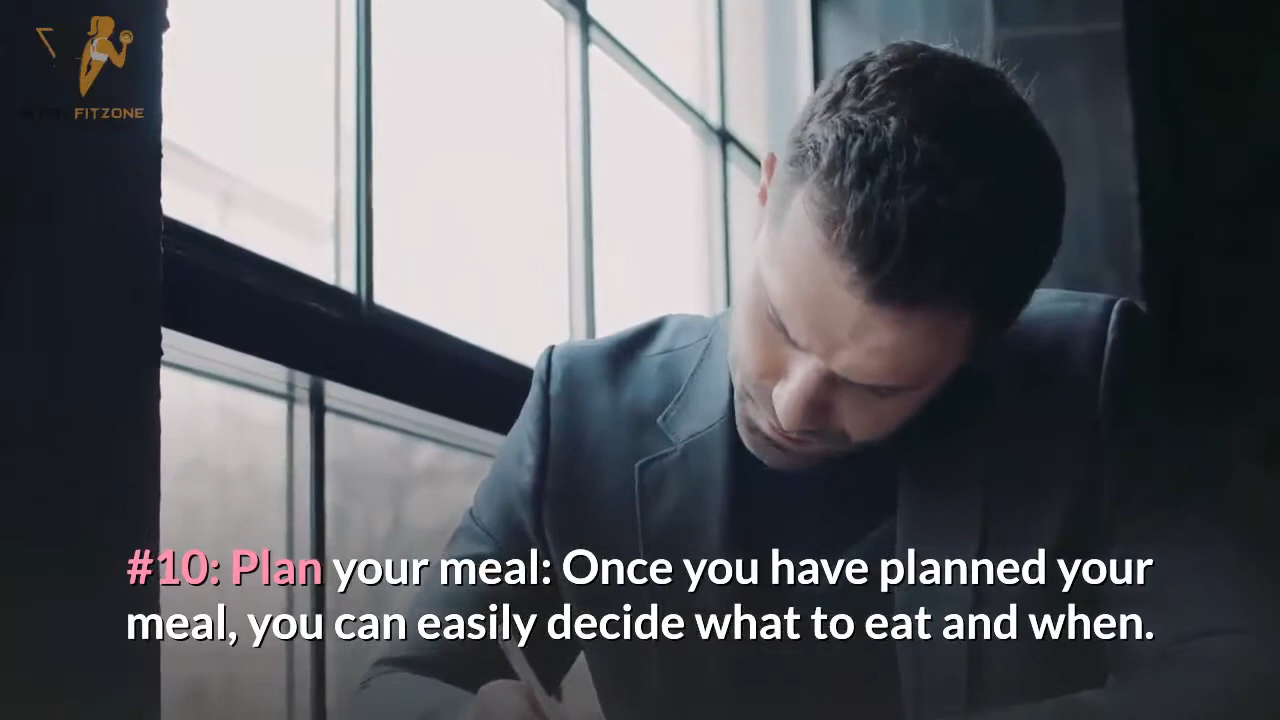 FITZONE
#10: Plan your meal: Once you have planned your
meal, you can easily decide what to eat and when.